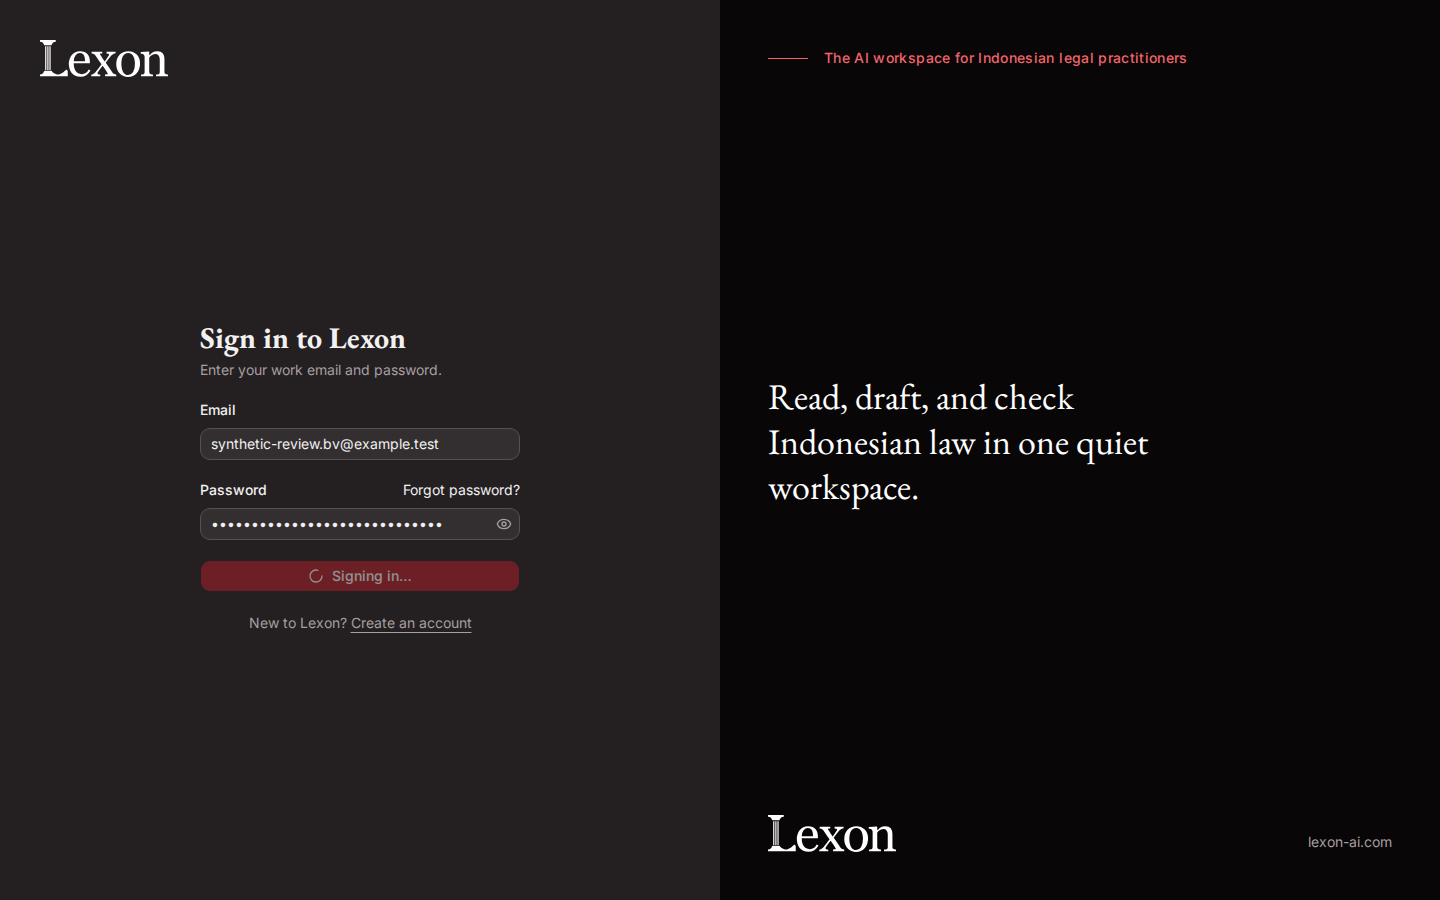 Lexon
Sign in to Lexon
Enter your work email and password.
Email
synthetic-review.bv@example.test
Password
Forgot password?
••••••••••••••••••••••••••••••
Signing in...
New to Lexon? Create an account
The AI workspace for Indonesian legal practitioners
Read, draft, and check
Indonesian law in one quiet
workspace.
Lexon
lexon-ai.com